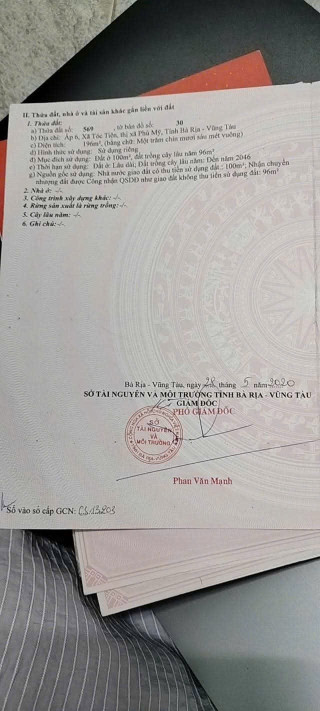 II. Thửa đất, nhà ở và tài sản khác gắn liền với đất
1. Thửa đất:
a) Thửa đất số: 569 , tờ bản đồ số: 30
b) Địa chỉ: Ấp 6, Xã Tóc Tiên, thị xã Phú Mỹ, Tỉnh Bà Rịa - Vũng Tàu
c) Diện tích: 196m², (bằng chữ: Một trăm chín mươi sáu mét vuông)
d) Hình thức sử dụng: Sử dụng riêng
đ) Mục đích sử dụng: Đất ở 100m², đất trồng cây lâu năm 96m²
e) Thời hạn sử dụng: Đất ở: Lâu dài; Đất trồng cây lâu năm: Đến năm 2046
g) Nguồn gốc sử dụng: Nhà nước giao đất có thu tiền sử dụng đất.: 100m², Nhận chuyển
nhượng đất được Công nhận QSDĐ như giao đất không thu tiền sử dụng đất: 96m²
2. Nhà ở: -/-.
3. Công trình xây dựng khác: -/-.
4. Rừng sản xuất là rừng trồng: -/-.
5. Cây lâu năm: -/-.
6. Ghi chú: -/-.
Bà Rịa - Vũng Tàu, ngày 28 tháng 5 năm 2020
SỞ TÀI NGUYÊN VÀ MÔI TRƯỜNG TỈNH BÀ RỊA - VŨNG TÀU
GIÁM ĐỐC
PHÓ GIÁM ĐỐC
SỞ
TÀI NGUYÊN
VÀ
MÔI TRƯỜNG
Phan Văn Mạnh
Số vào sổ cấp GCN: CS 13203